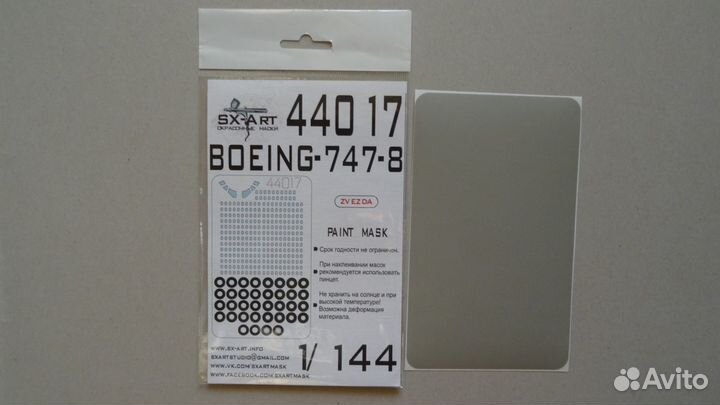 SX-ART
ОКРАСОЧНЫЕ МАСКИ
44017
BOEING-747-8
44017
ZVEZDA
PAINT MASK
Срок годности не ограничен.
При наклеивании масок
рекомендуется использовать
пинцет.
Не хранить на солнце и при
высокой температуре!
Возможна деформация
материала.
WWW.SX-ART.INFO
SXARTSTUDIO@GMAIL.COM
WWW.VK.COM/SXARTMASK
WWW.FACEBOOK.COM/SXARTMASK
1/144
Avito